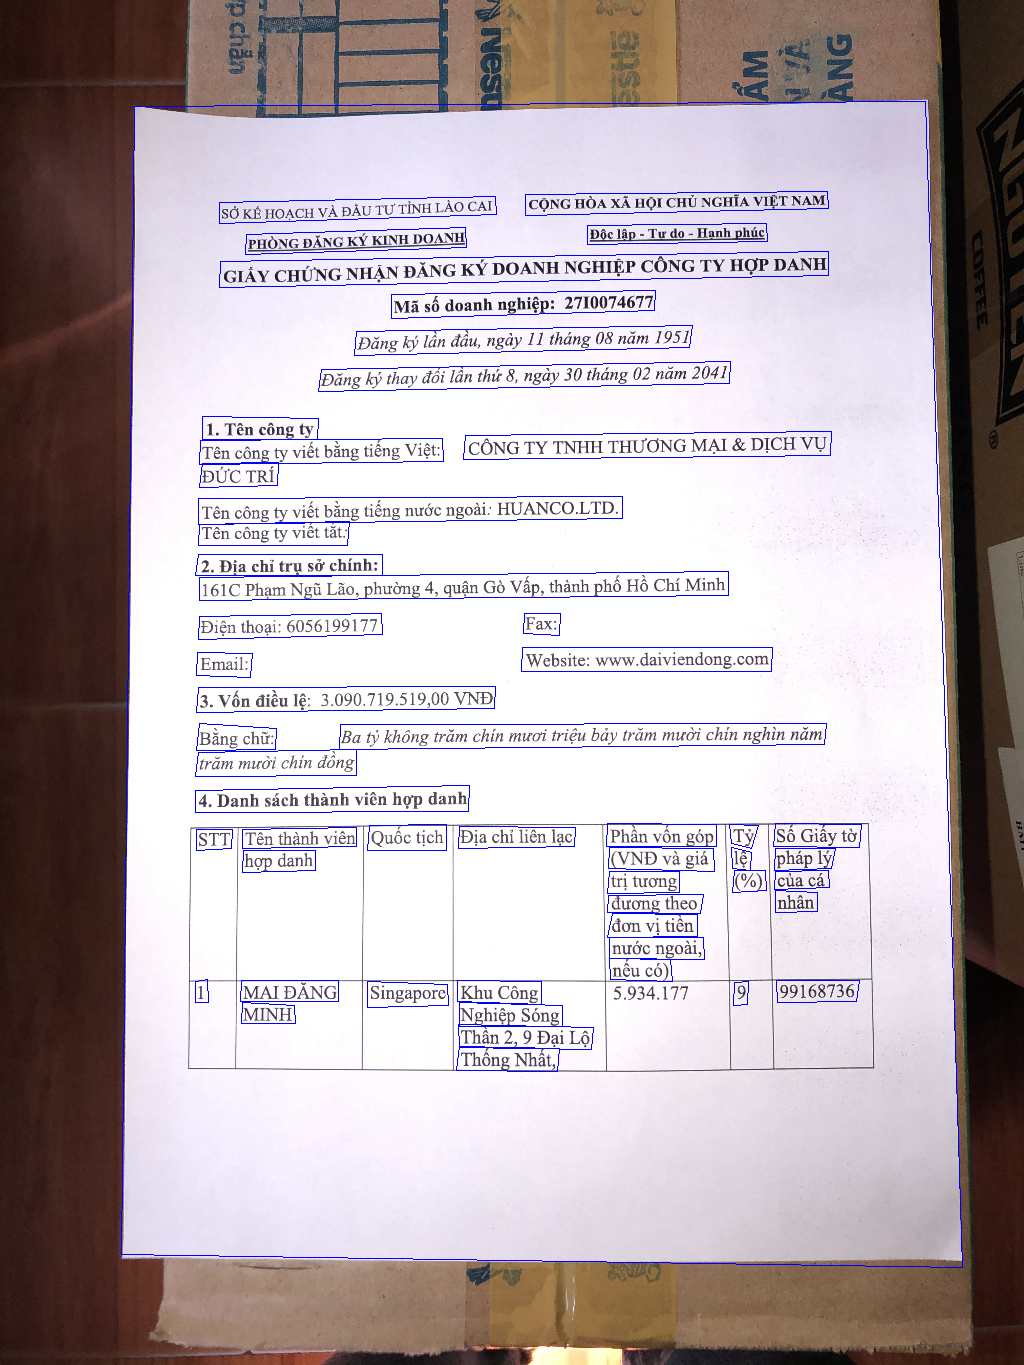 SỞ KẾ HOẠCH VÀ ĐẦU TƯ TỈNH LÀO CAI
CỘNG HÒA XÃ HỘI CHỦ NGHĨA VIỆT NAM
PHÒNG ĐĂNG KÝ KINH DOANH
Độc lập - Tự do - Hạnh phúc
GIẤY CHỨNG NHẬN ĐĂNG KÝ DOANH NGHIỆP CÔNG TY HỢP DANH
Mã số doanh nghiệp: 27I0074677
Đăng ký lần đầu, ngày 11 tháng 08 năm 1951
Đăng ký thay đổi lần thứ 8, ngày 30 tháng 02 năm 2041
1. Tên công ty
Tên công ty viết bằng tiếng Việt: CÔNG TY TNHH THƯƠNG MẠI & DỊCH VỤ
ĐỨC TRÍ
Tên công ty viết bằng tiếng nước ngoài: HUANCO.LTD.
Tên công ty viết tắt:
2. Địa chỉ trụ sở chính:
161C Phạm Ngũ Lão, phường 4, quận Gò Vấp, thành phố Hồ Chí Minh
Điện thoại: 6056199177 Fax:
Email: Website: www.daiviendong.com
3. Vốn điều lệ: 3.090.719.519,00 VNĐ
Bằng chữ: Ba tỷ không trăm chín mươi triệu bảy trăm mười chín nghìn năm
trăm mười chín đồng
4. Danh sách thành viên hợp danh
STT
Tên thành viên
hợp danh
Quốc tịch
Địa chỉ liên lạc
Phần vốn góp
(VNĐ và giá
trị tương
đương theo
đơn vị tiền
nước ngoài,
nếu có)
Tỷ
lệ
(%)
Số Giấy tờ
pháp lý
của cá
nhân
1
MAI ĐĂNG
MINH
Singapore
Khu Công
Nghiệp Sóng
Thần 2, 9 Đại Lộ
Thống Nhất,
5.934.177
9
99168736